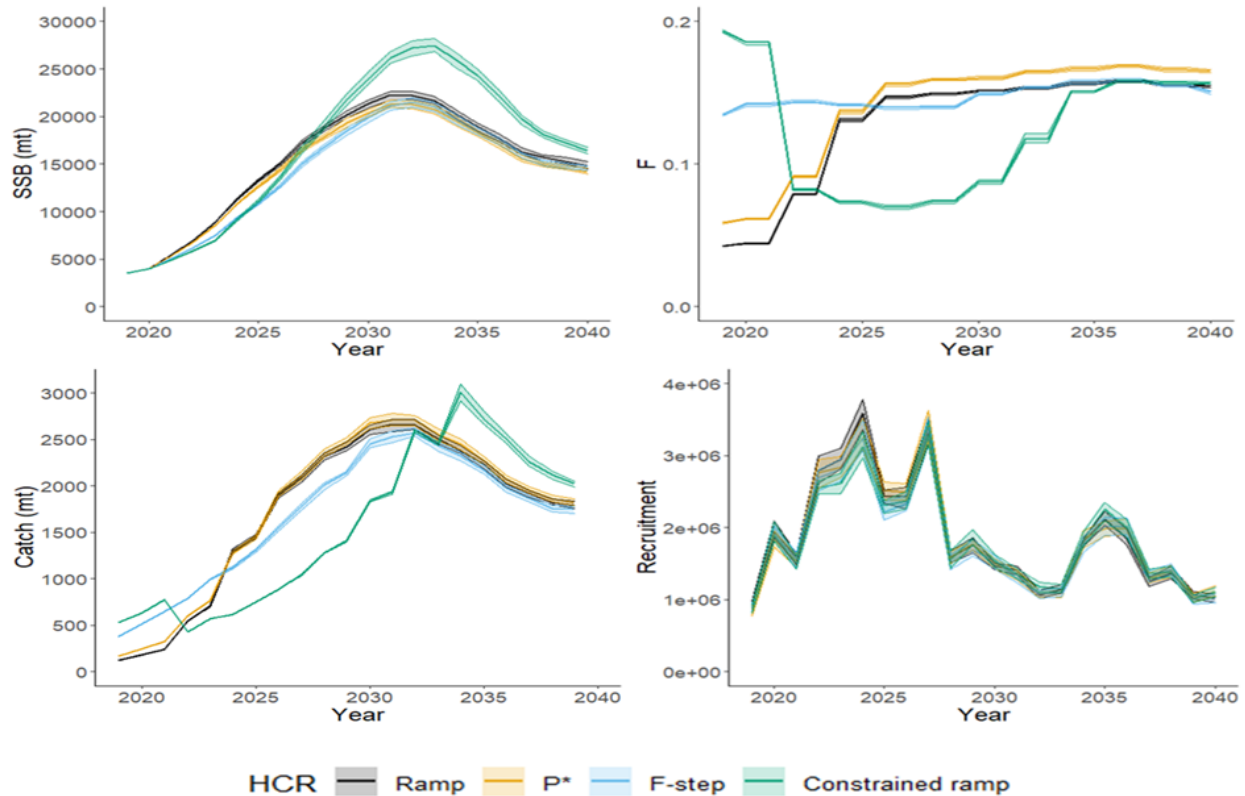 SSB (mt)
30000
25000
20000
15000
10000
5000
0
2020 2025 2030 2035 2040
Year
F
0.2
0.1
0.0
2020 2025 2030 2035 2040
Year
Catch (mt)
3000
2500
2000
1500
1000
500
0
2020 2025 2030 2035 2040
Year
Recruitment
4e+06
3e+06
2e+06
1e+06
0e+00
2020 2025 2030 2035 2040
Year
HCR Ramp P* F-step Constrained ramp